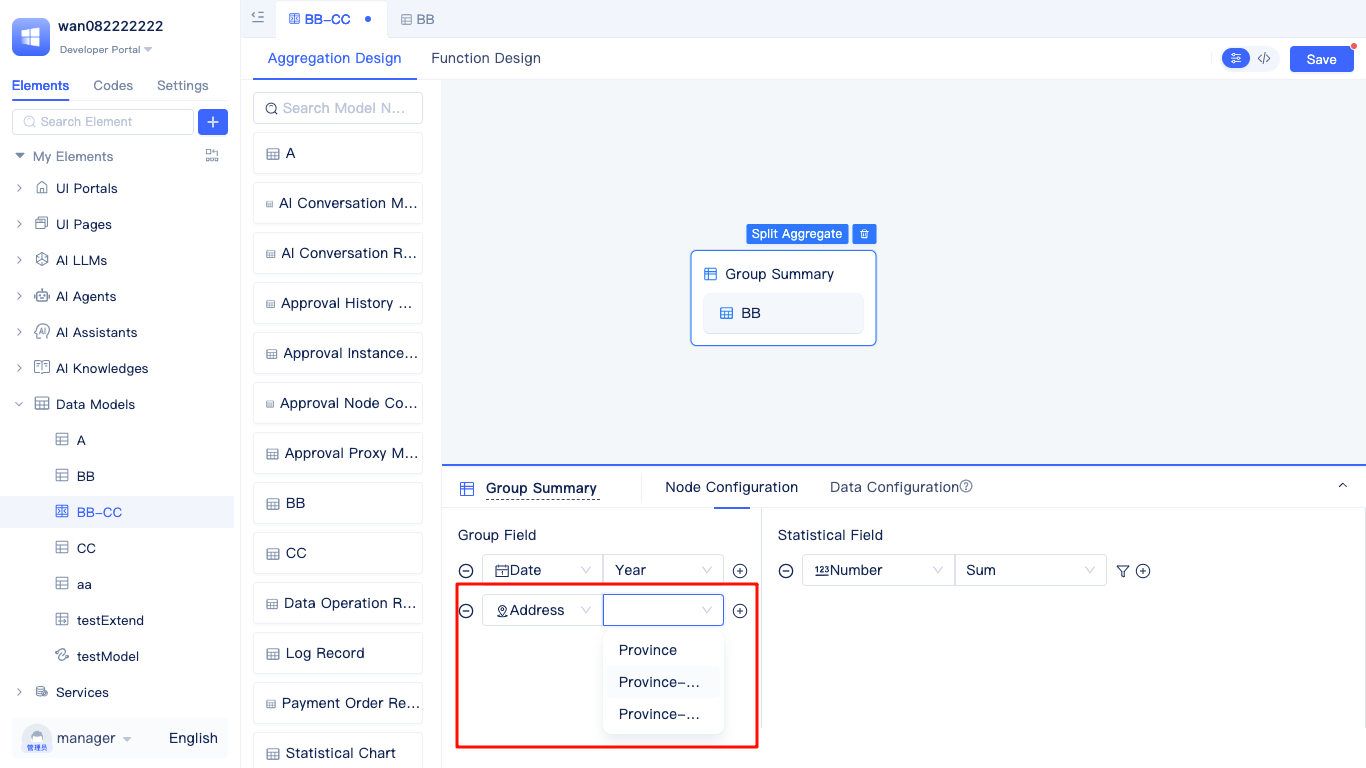 wan082222222
Developer Portal
Elements
Codes
Settings
Search Element
My Elements
UI Portals
UI Pages
AI LLMs
AI Agents
AI Assistants
AI Knowledges
Data Models
A
BB
BB-CC
CC
aa
testExtend
testModel
Services
管理员
manager
English
BB-CC
BB
Aggregation Design
Function Design
Save
Search Model N...
A
AI Conversation M...
AI Conversation R...
Approval History ...
Approval Instance...
Approval Node Co...
Approval Proxy M...
BB
CC
Data Operation R...
Log Record
Payment Order Re...
Statistical Chart
Split Aggregate
Group Summary
BB
Group Summary
Node Configuration
Data Configuration
Group Field
Date
Year
Address
Province
Province-...
Province-...
Statistical Field
123 Number
Sum